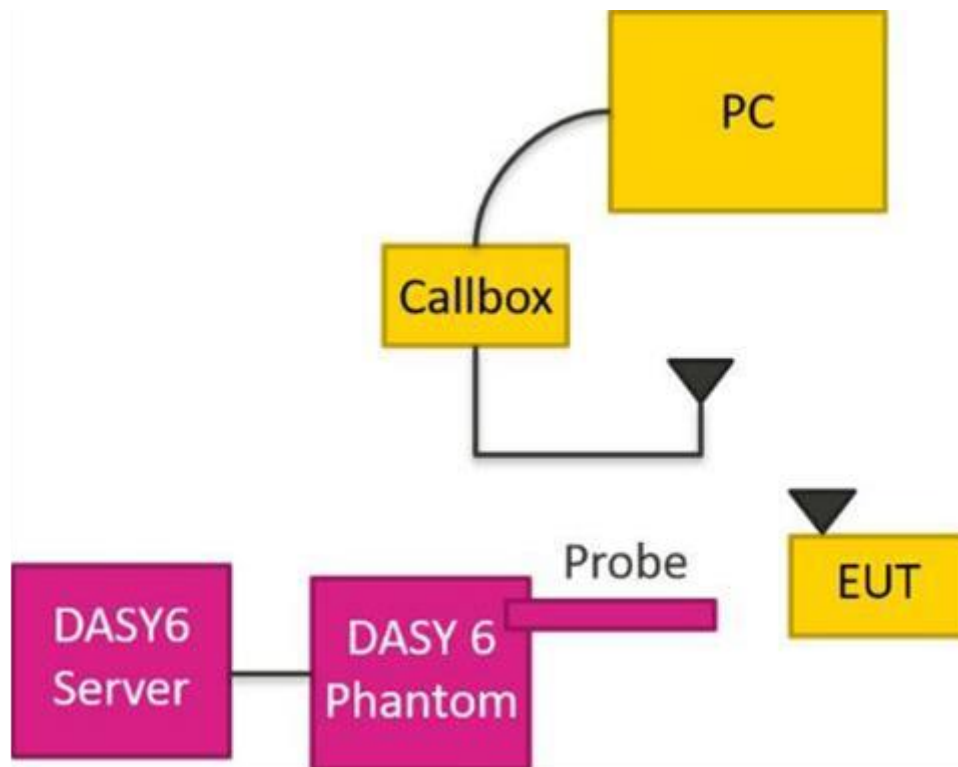 PC
Callbox
Probe
EUT
DASY6
Server
DASY 6
Phantom